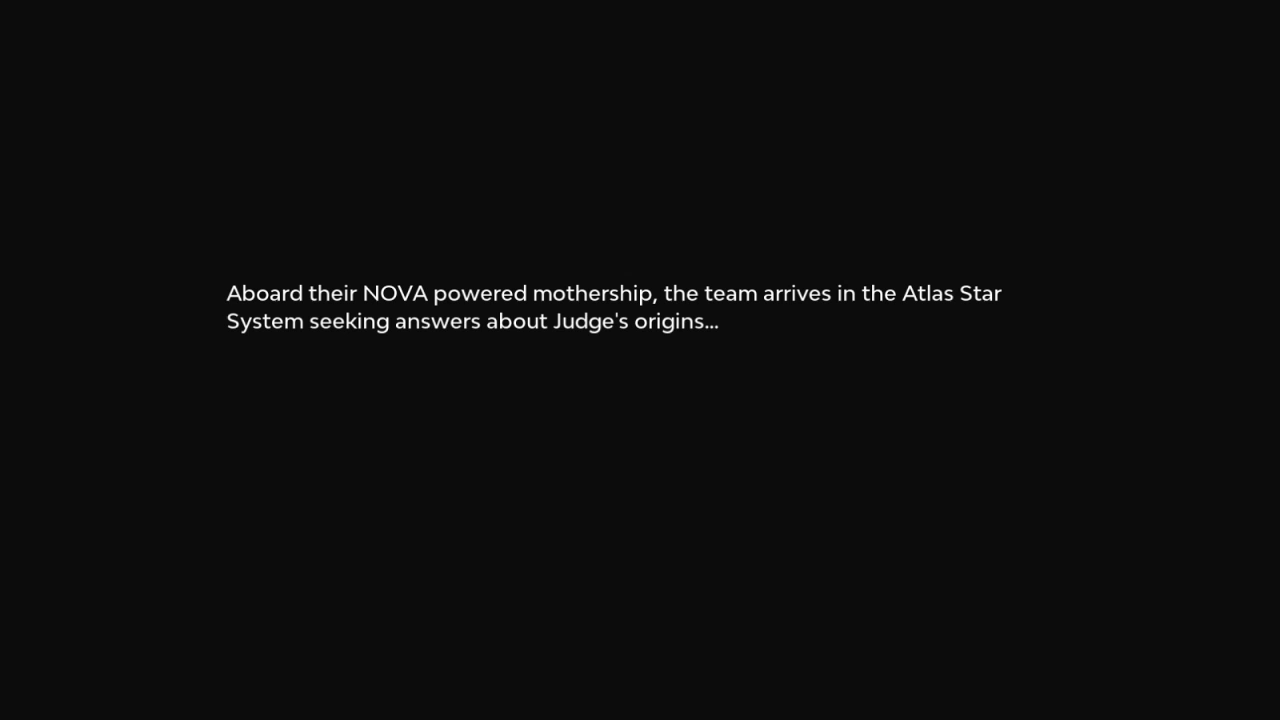 Aboard their NOVA powered mothership, the team arrives in the Atlas Star
System seeking answers about Judge's origins...